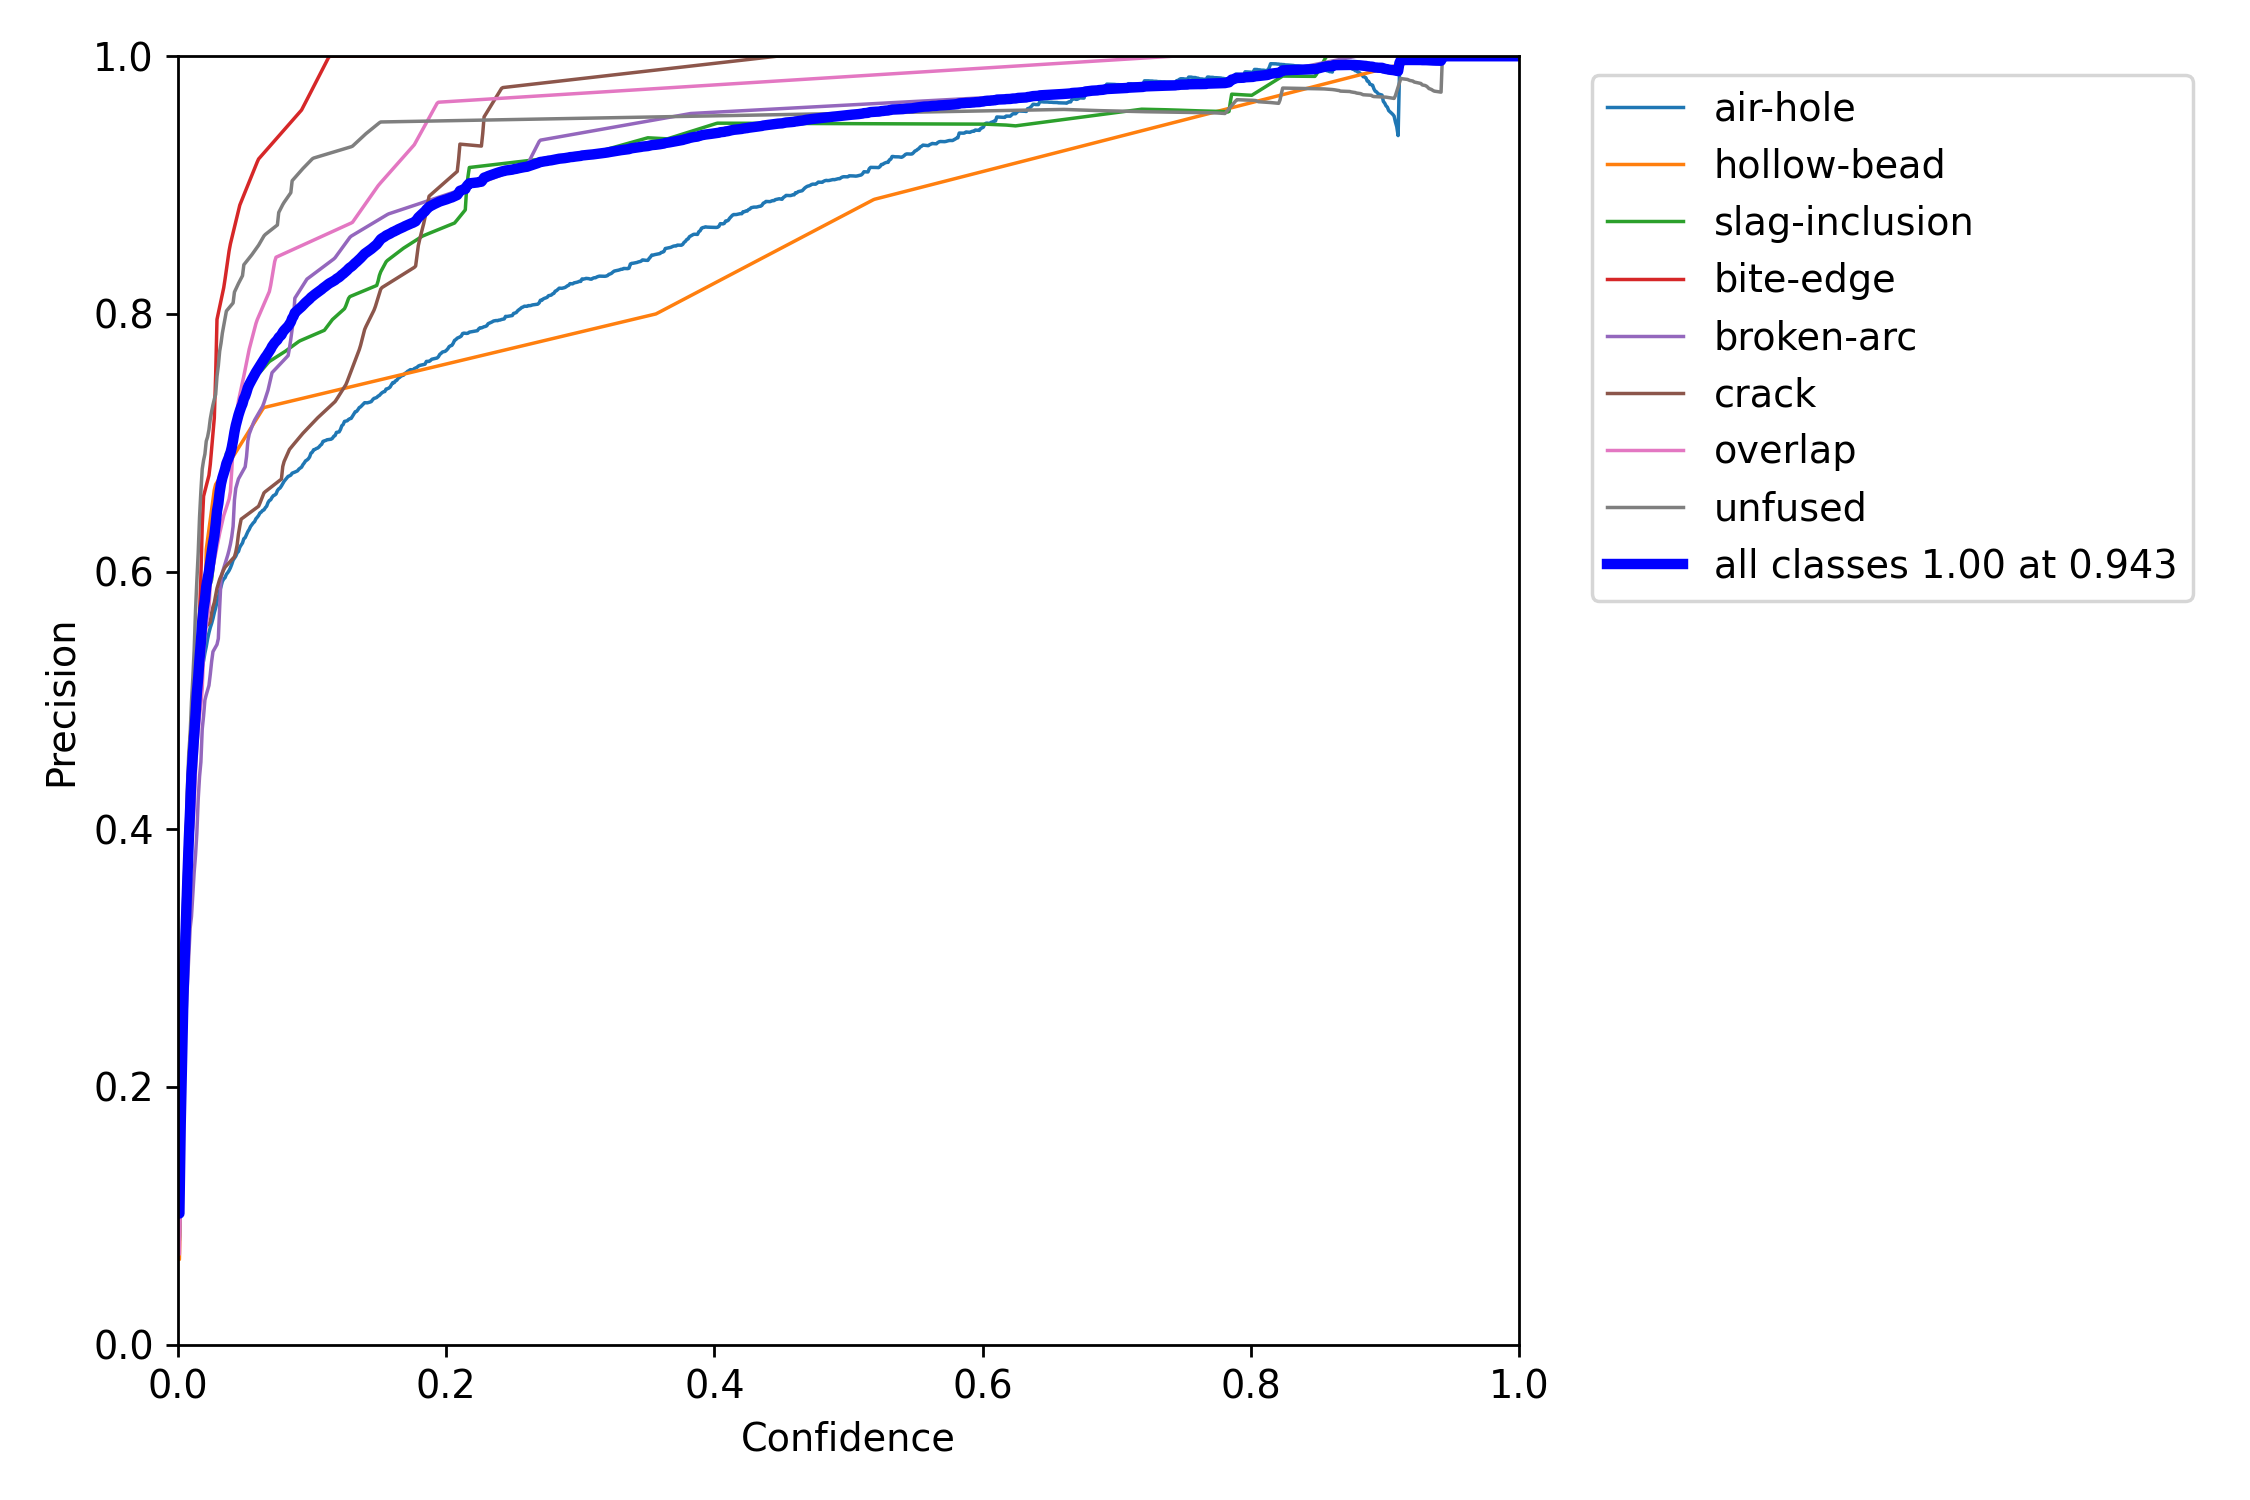 1.0
0.8
0.6
0.4
0.2
0.0
0.0 0.2 0.4 0.6 0.8 1.0
Precision
Confidence
air-hole
hollow-bead
slag-inclusion
bite-edge
broken-arc
crack
overlap
unfused
all classes 1.00 at 0.943